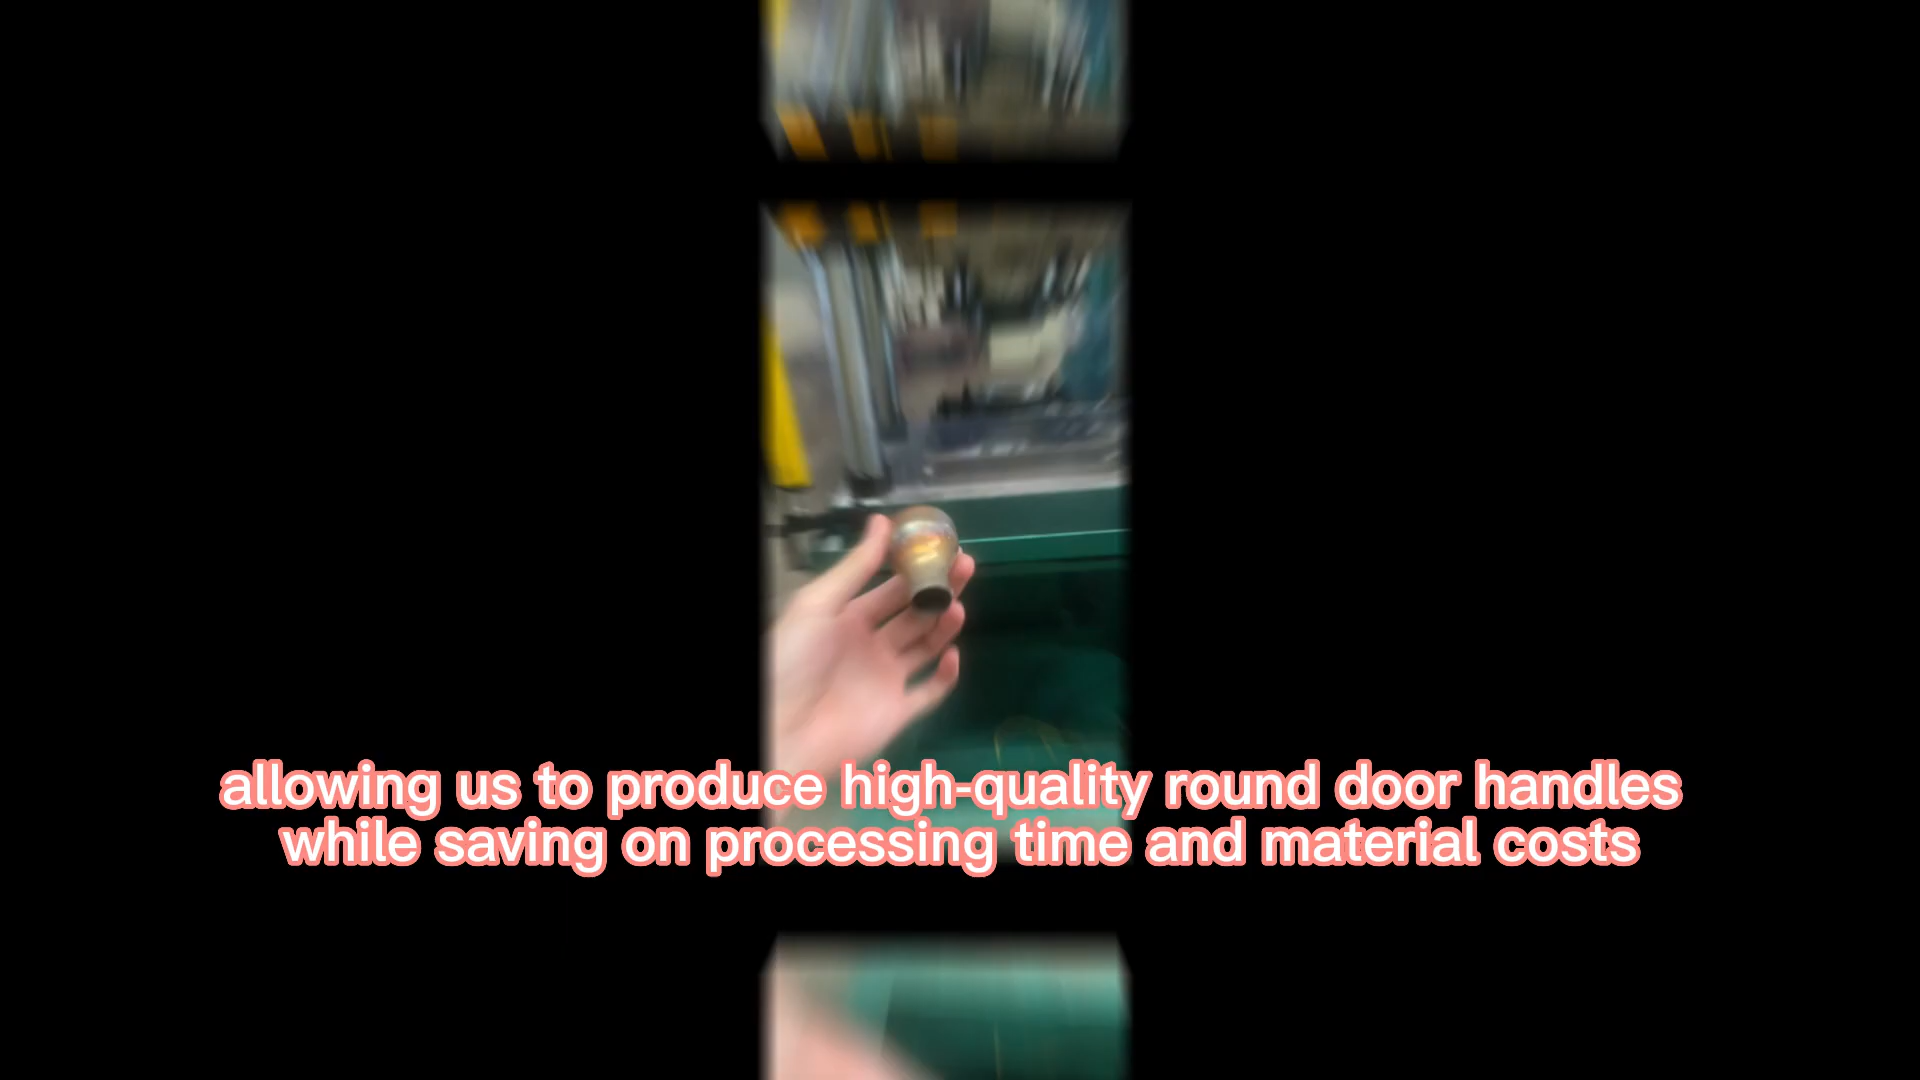 allowing us to produce high-quality round door handles
while saving on processing time and material costs